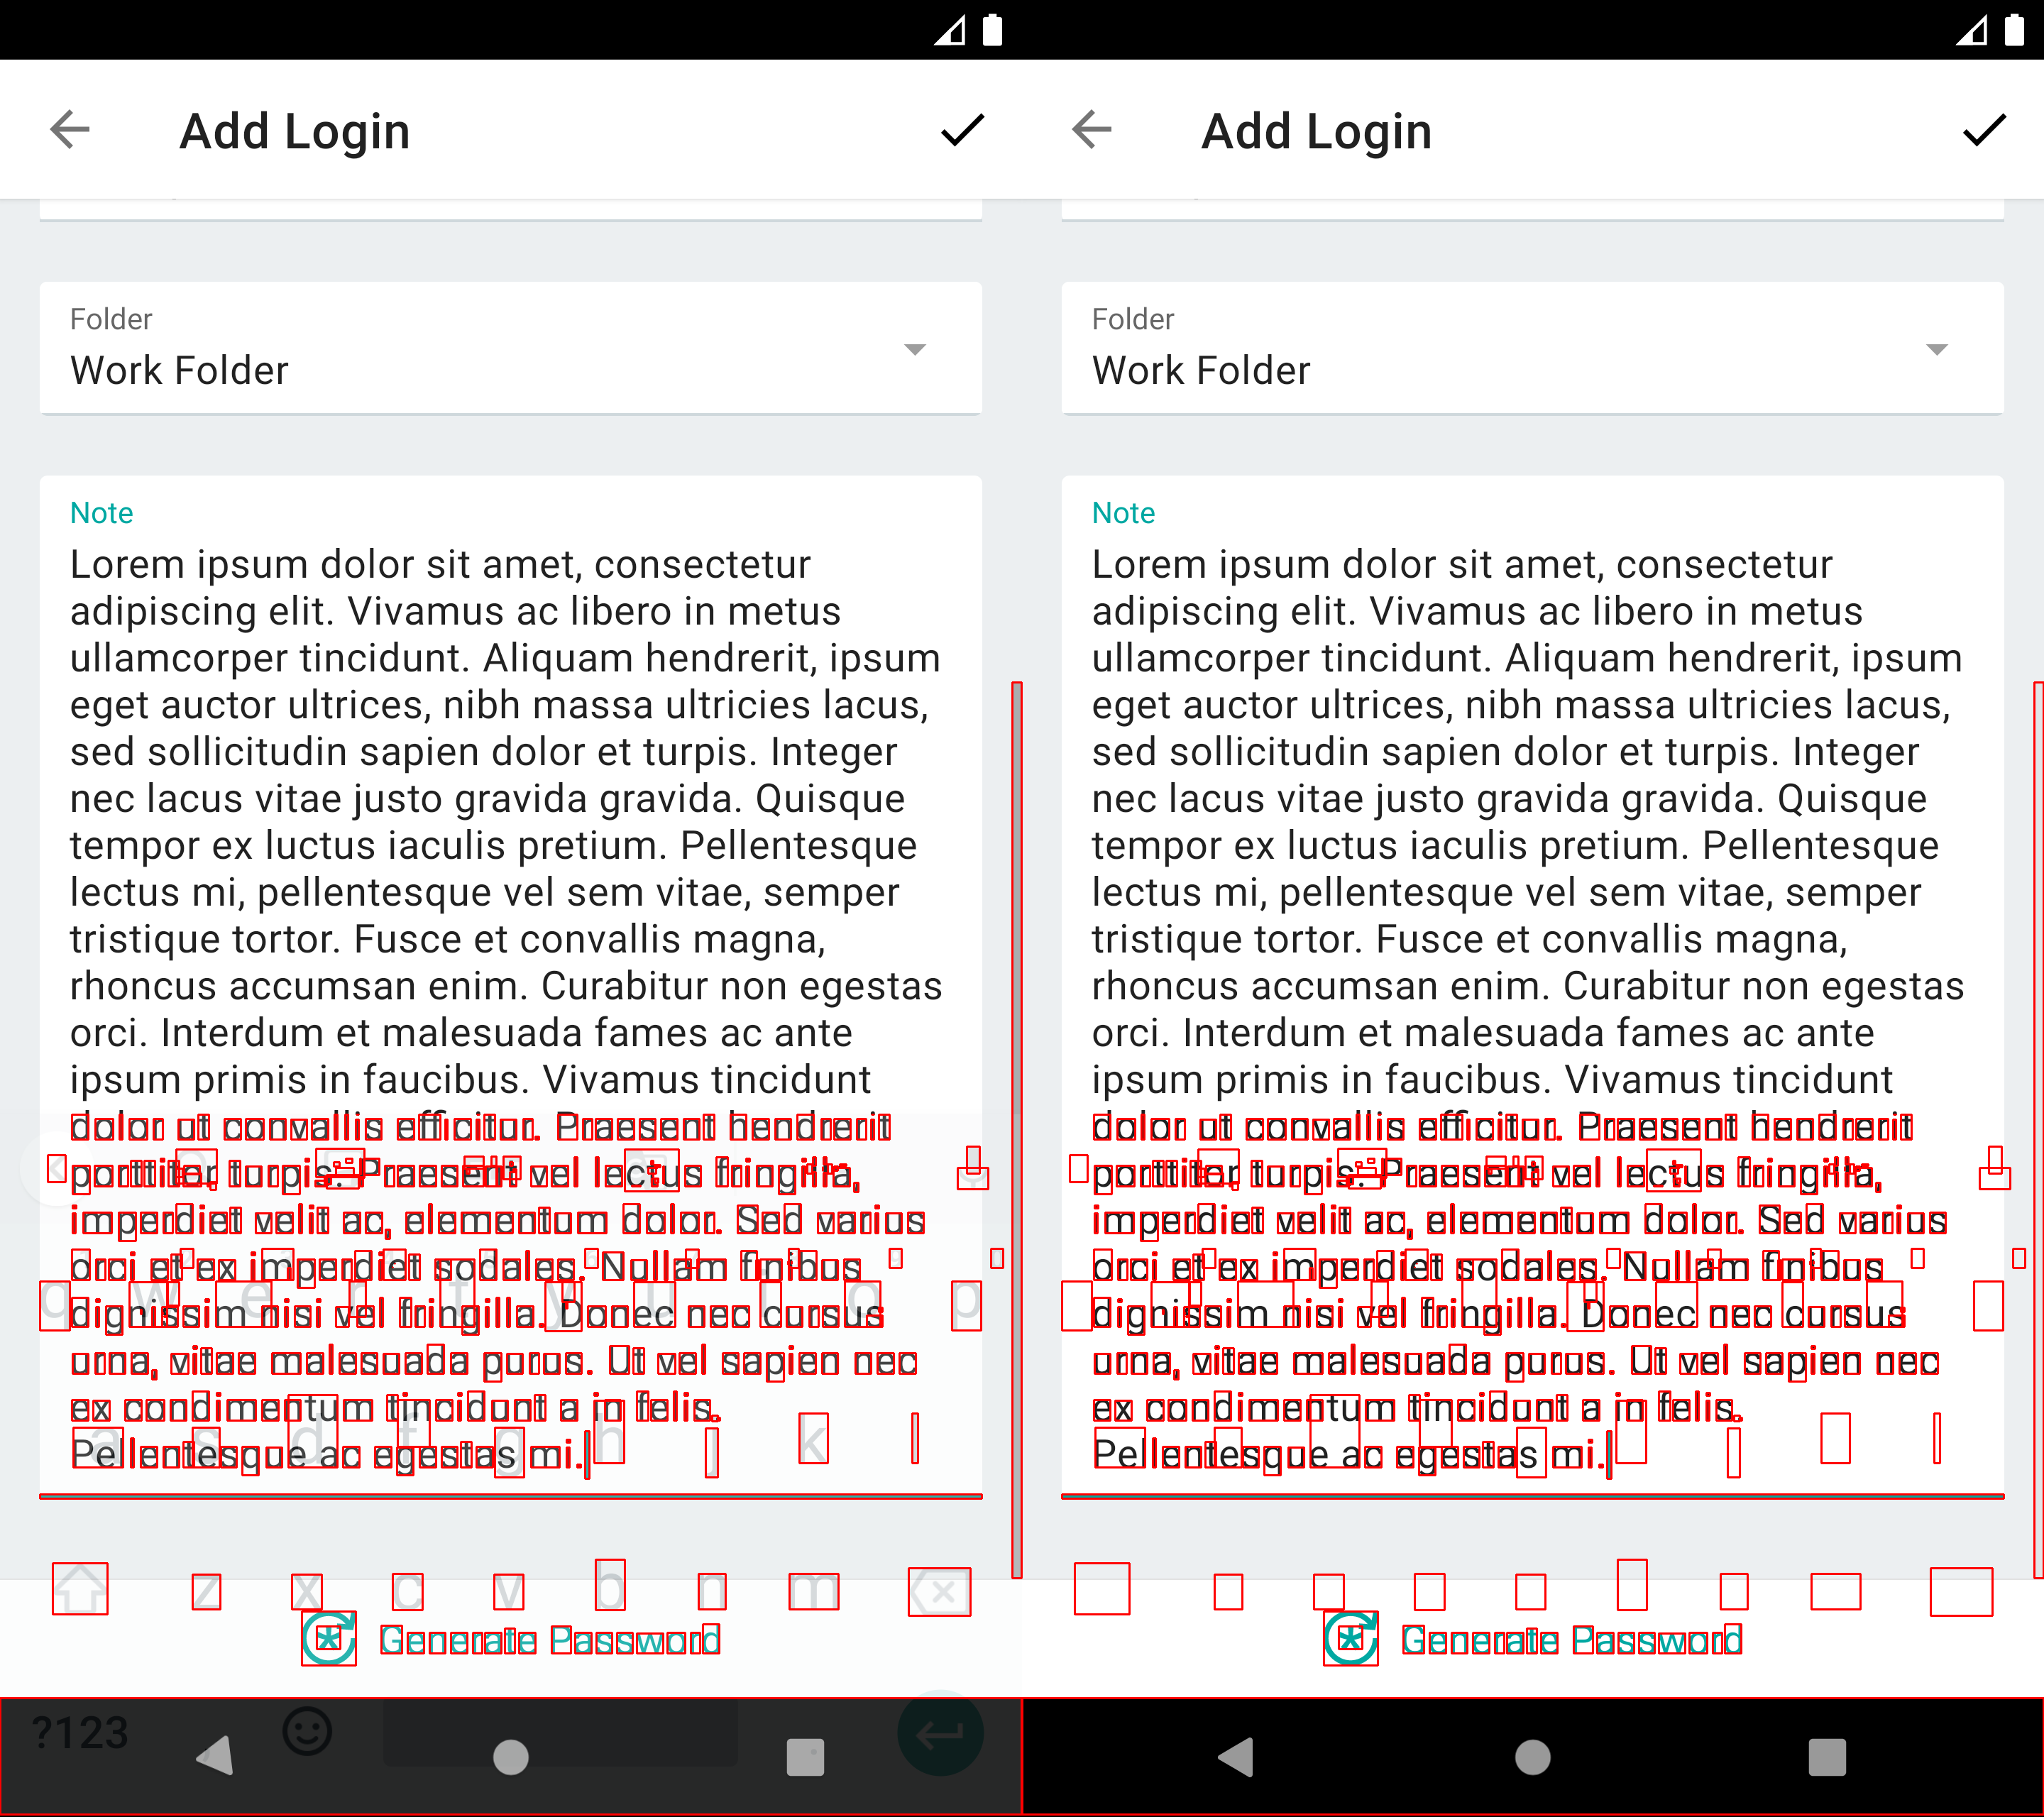 Add Login
Folder
Work Folder
Note
Lorem ipsum dolor sit amet, consectetur
adipiscing elit. Vivamus ac libero in metus
ullamcorper tincidunt. Aliquam hendrerit, ipsum
eget auctor ultrices, nibh massa ultricies lacus,
sed sollicitudin sapien dolor et turpis. Integer
nec lacus vitae justo gravida gravida. Quisque
tempor ex luctus iaculis pretium. Pellentesque
lectus mi, pellentesque vel sem vitae, semper
tristique tortor. Fusce et convallis magna,
rhoncus accumsan enim. Curabitur non egestas
orci. Interdum et malesuada fames ac ante
ipsum primis in faucibus. Vivamus tincidunt
dolor ut convallis efficitur. Praesent hendrerit
porttitor turpis. Praesent vel lectus fringilla,
imperdiet velit ac, elementum dolor. Sed varius
orci et ex imperdiet sodales. Nullam finibus
q w e r t y u i o p
dignissim nisi vel fringilla. Donec nec cursus
urna, vitae malesuada purus. Ut vel sapien nec
ex condimentum tincidunt a in felis.
a s d f g h j k l
Pellentesque ac egestas mi.
z x c v b n m
Generate Password
?123
Add Login
Folder
Work Folder
Note
Lorem ipsum dolor sit amet, consectetur
adipiscing elit. Vivamus ac libero in metus
ullamcorper tincidunt. Aliquam hendrerit, ipsum
eget auctor ultrices, nibh massa ultricies lacus,
sed sollicitudin sapien dolor et turpis. Integer
nec lacus vitae justo gravida gravida. Quisque
tempor ex luctus iaculis pretium. Pellentesque
lectus mi, pellentesque vel sem vitae, semper
tristique tortor. Fusce et convallis magna,
rhoncus accumsan enim. Curabitur non egestas
orci. Interdum et malesuada fames ac ante
ipsum primis in faucibus. Vivamus tincidunt
dolor ut convallis efficitur. Praesent hendrerit
porttitor turpis. Praesent vel lectus fringilla,
imperdiet velit ac, elementum dolor. Sed varius
orci et ex imperdiet sodales. Nullam finibus
dignissim nisi vel fringilla. Donec nec cursus
urna, vitae malesuada purus. Ut vel sapien nec
ex condimentum tincidunt a in felis.
Pellentesque ac egestas mi.
Generate Password